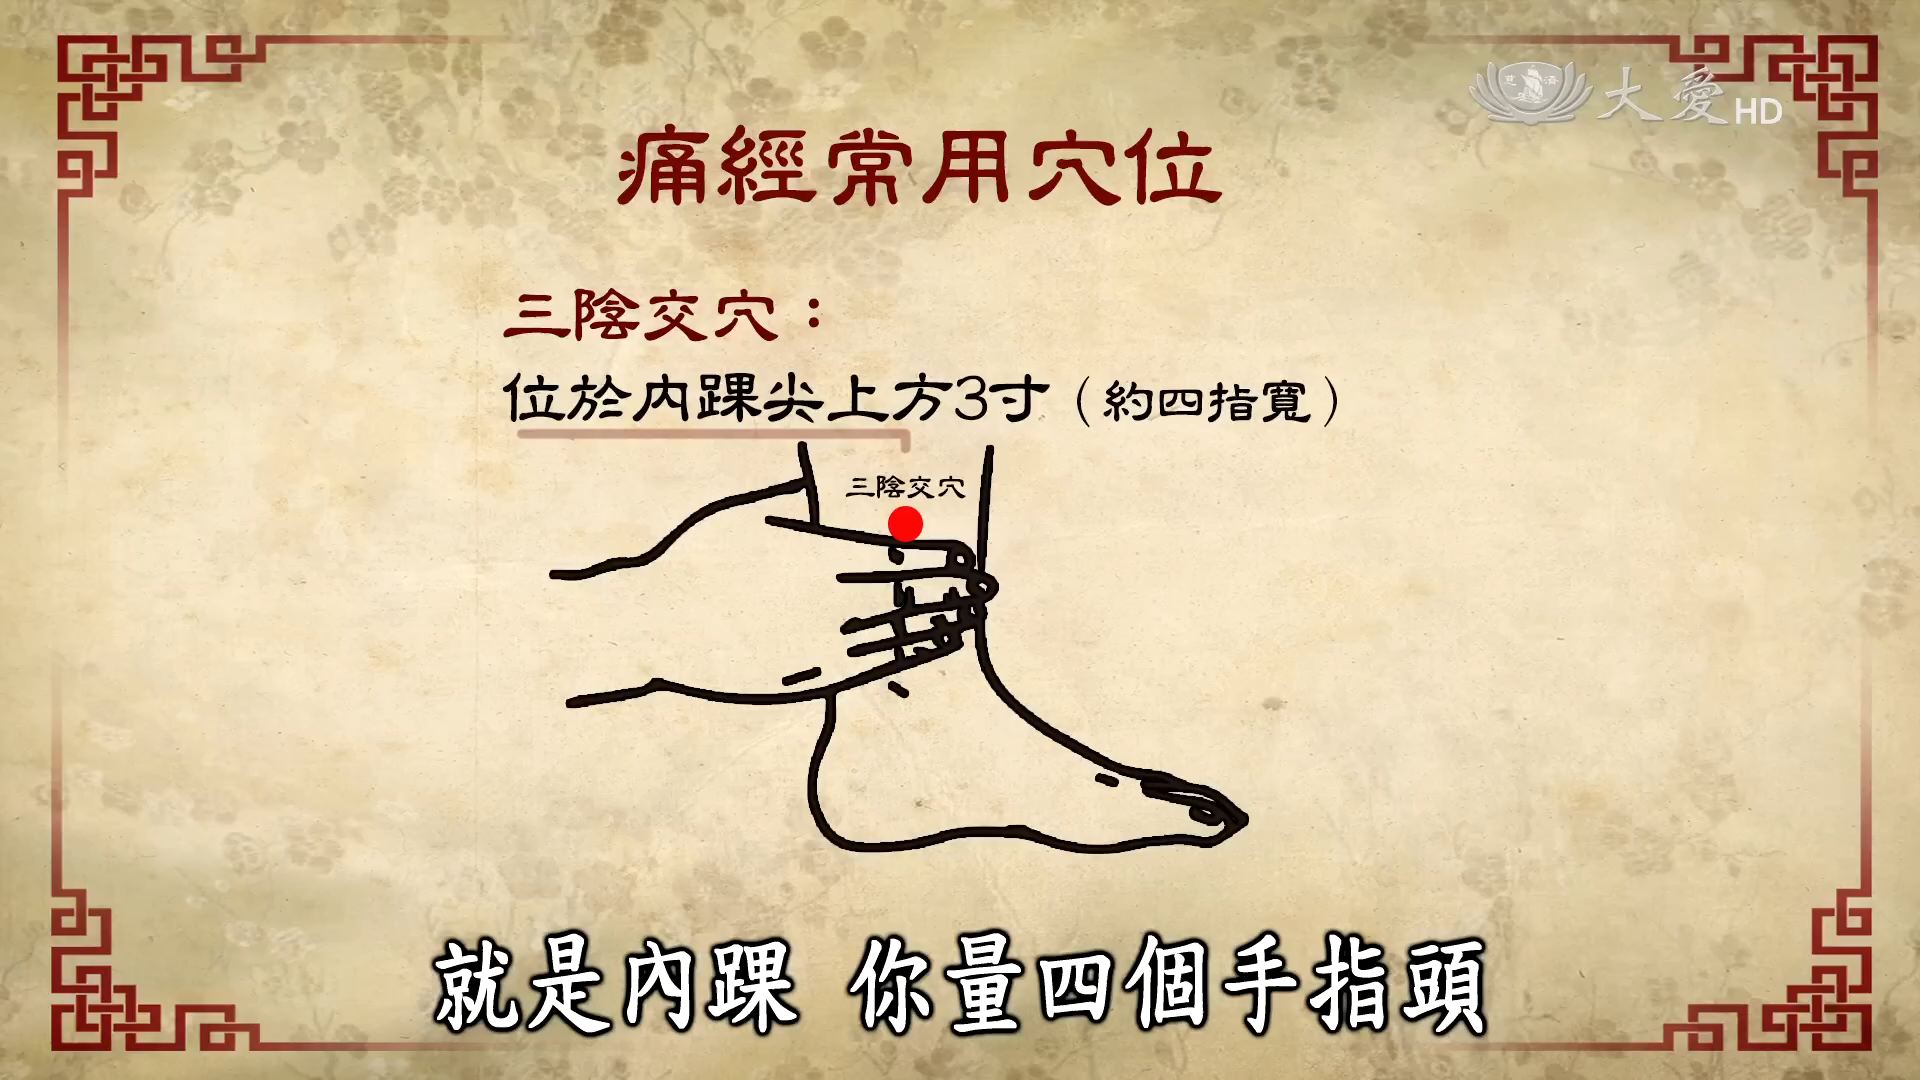 大愛HD
痛經常用穴位
三陰交穴：
位於內踝尖上方3寸（約四指寬）
三陰交穴
就是內踝 你量四個手指頭